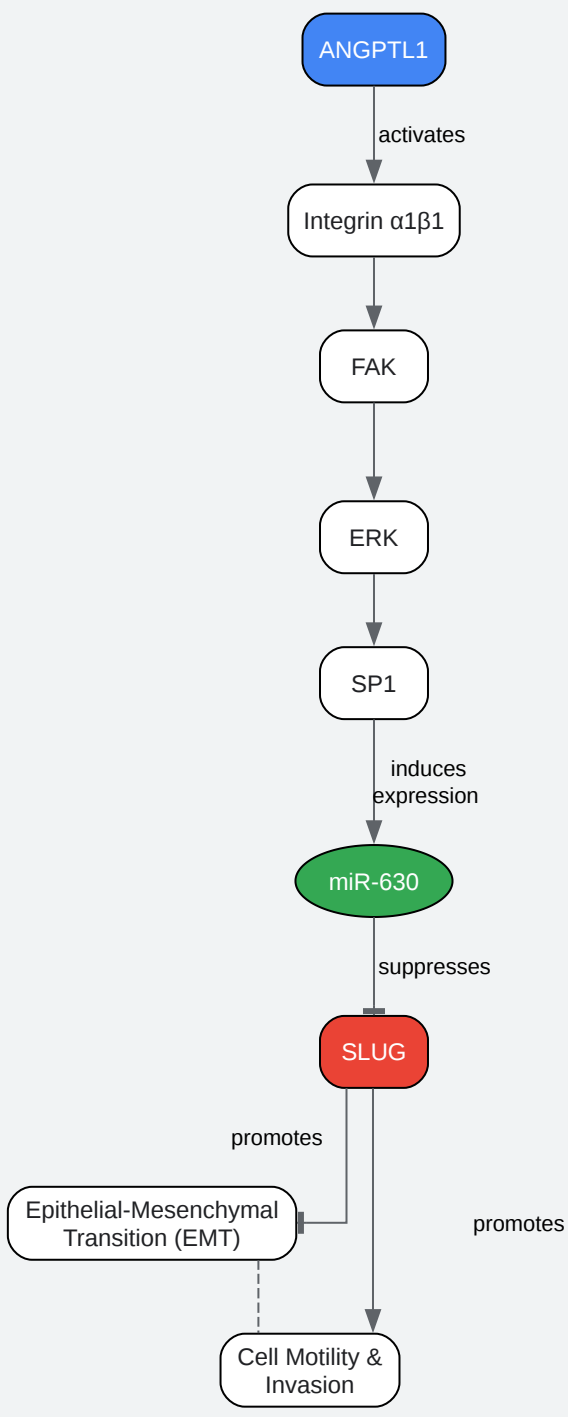 ANGPTL1
activates
Integrin α1β1
FAK
ERK
SP1
induces
expression
miR-630
suppresses
SLUG
promotes
Epithelial-Mesenchymal
Transition (EMT)
promotes
Cell Motility &
Invasion